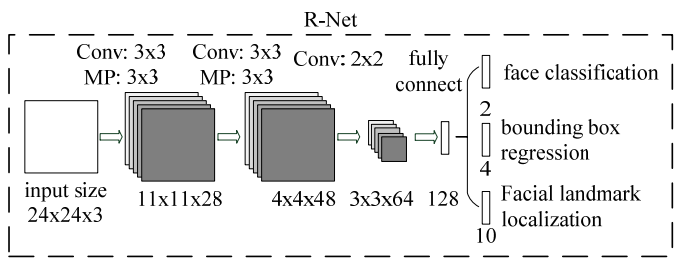 R-Net
Conv: 3x3
MP: 3x3
Conv: 3x3
MP: 3x3
Conv: 2x2
fully
connect
face classification
2
bounding box
regression
4
Facial landmark
localization
10
input size
24x24x3
11x11x28
4x4x48
3x3x64
128